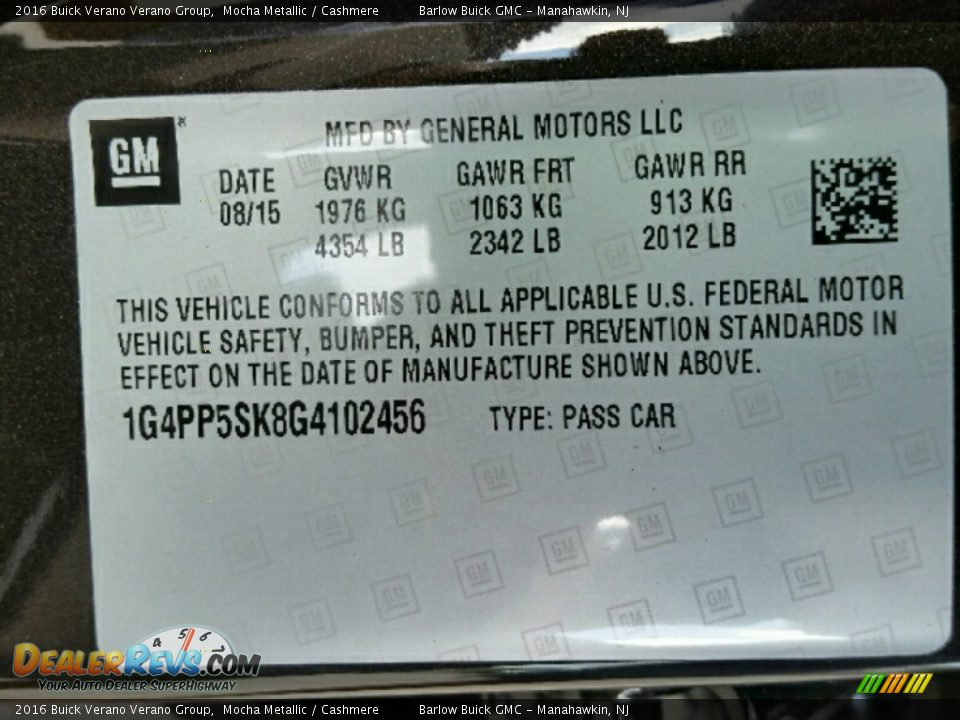 2016 Buick Verano Verano Group, Mocha Metallic / Cashmere Barlow Buick GMC - Manahawkin, NJ
GM
MFD BY GENERAL MOTORS LLC
DATE GVWR GAWR FRT GAWR RR
08/15 1976 KG 1063 KG 913 KG
4354 LB 2342 LB 2012 LB
THIS VEHICLE CONFORMS TO ALL APPLICABLE U.S. FEDERAL MOTOR
VEHICLE SAFETY, BUMPER, AND THEFT PREVENTION STANDARDS IN
EFFECT ON THE DATE OF MANUFACTURE SHOWN ABOVE.
1G4PP5SK8G4102456 TYPE: PASS CAR
4 5 6 7
DEALERREVS.COM
YOUR AUTO DEALER SUPERHIGHWAY
2016 Buick Verano Verano Group, Mocha Metallic / Cashmere Barlow Buick GMC - Manahawkin, NJ